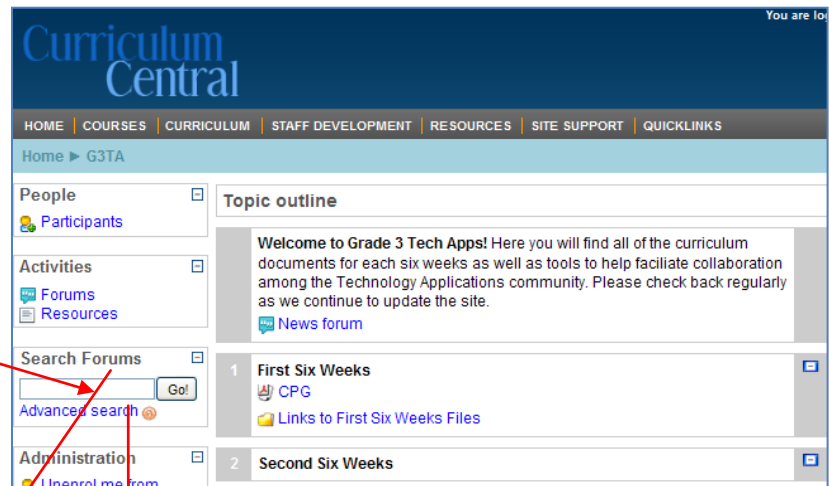 You are lo
Curriculum
Central
HOME | COURSES | CURRICULUM | STAFF DEVELOPMENT | RESOURCES | SITE SUPPORT | QUICKLINKS
Home ► G3TA
People
Participants
Activities
Forums
Resources
Search Forums
Go!
Advanced search
Administration
Unenrol me from
Topic outline
Welcome to Grade 3 Tech Apps! Here you will find all of the curriculum
documents for each six weeks as well as tools to help faciliate collaboration
among the Technology Applications community. Please check back regularly
as we continue to update the site.
News forum
1 First Six Weeks
CPG
Links to First Six Weeks Files
2 Second Six Weeks